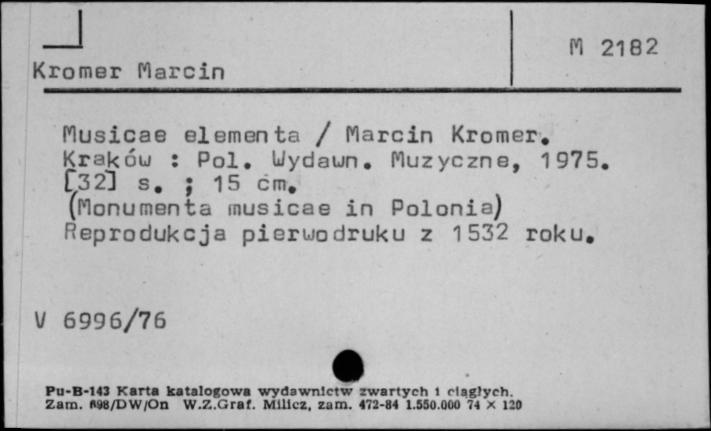 M 2182
Kromer Marcin
Musicae elementa / Marcin Kromer.
Kraków : Pol. Wydawn. Muzyczne, 1975.
[32] s. ; 15 cm.
(Monumenta musicae in Polonia)
Reprodukcja pierwodruku z 1532 roku.
V 6996/76
Pu-B-143 Karta katalogowa wydawnictw zwartych i ciągłych.
Zam. 698/DW/On W.Z.Graf. Milicz, zam. 472-84 1.550.000 74 × 120